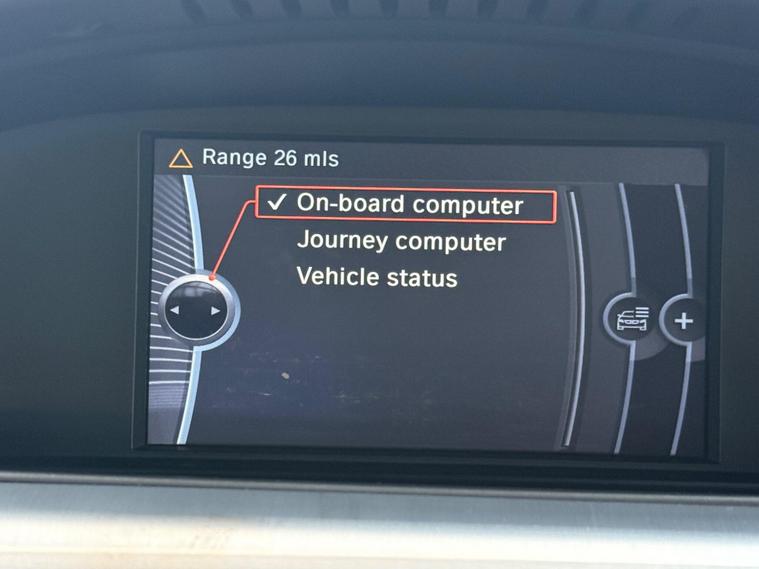 Range 26 mls
✓ On-board computer
Journey computer
Vehicle status